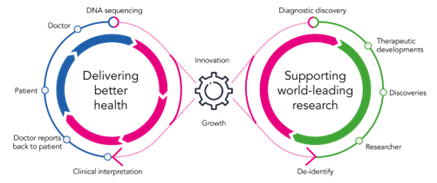 DNA sequencing
Doctor
Patient
Doctor reports
back to patient
Clinical interpretation
Delivering
better
health
Innovation
Growth
Diagnostic discovery
Therapeutic
developments
Discoveries
Researcher
De-identify
Supporting
world-leading
research